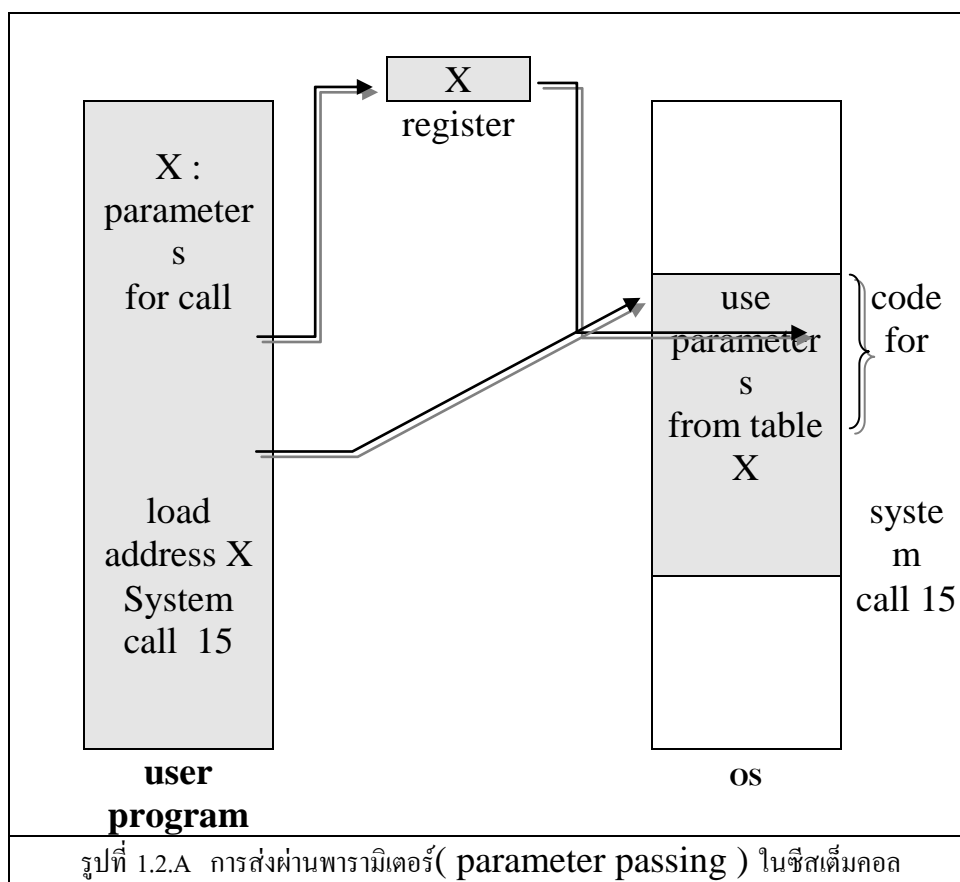 X
register
X :
parameter
s
for call
load
address X
System
call 15
user
program
use
parameter
s
from table
X
code
for
syste
m
call 15
OS
รูปที่ 1.2.A การส่งผ่านพารามิเตอร์( parameter passing ) ในซีสเต็มคอล